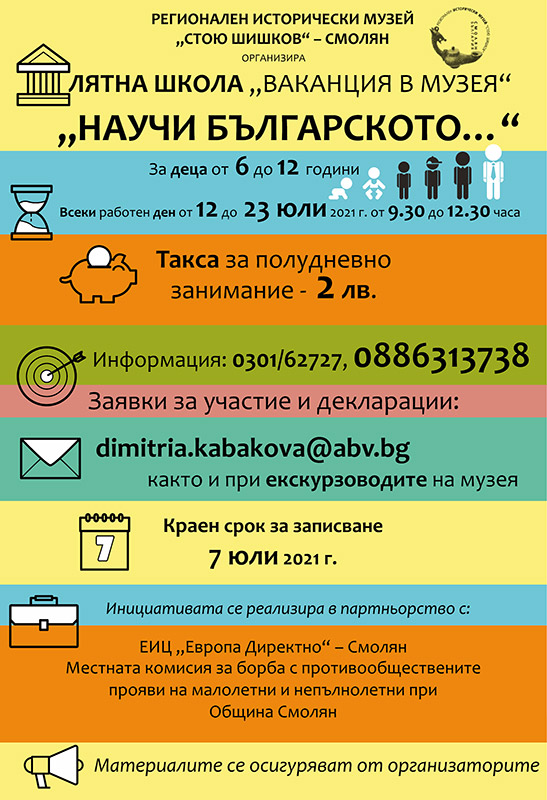 РЕГИОНАЛЕН ИСТОРИЧЕСКИ МУЗЕЙ
„СТОЮ ШИШКОВ“ – СМОЛЯН
ОРГАНИЗИРА
ЛЯТНА ШКОЛА „ВАКАНЦИЯ В МУЗЕЯ“
„НАУЧИ БЪЛГАРСКОТО...“
За деца от 6 до 12 години
Всеки работен ден от 12 до 23 ЮЛИ 2021 г. от 9.30 до 12.30 часа
Такса за полудневно
занимание - 2 лв.
Информация: 0301/62727, 0886313738
Заявки за участие и декларации:
dimitria.kabakova@abv.bg
както и при екскурзоводите на музея
7
Краен срок за записване
7 ЮЛИ 2021 г.
Инициативата се реализира в партньорство с:
ЕИЦ „Европа Директно“ – Смолян
Местната комисия за борба с противообществените
прояви на малолетни и непълнолетни при
Община Смолян
Материалите се осигуряват от организаторите